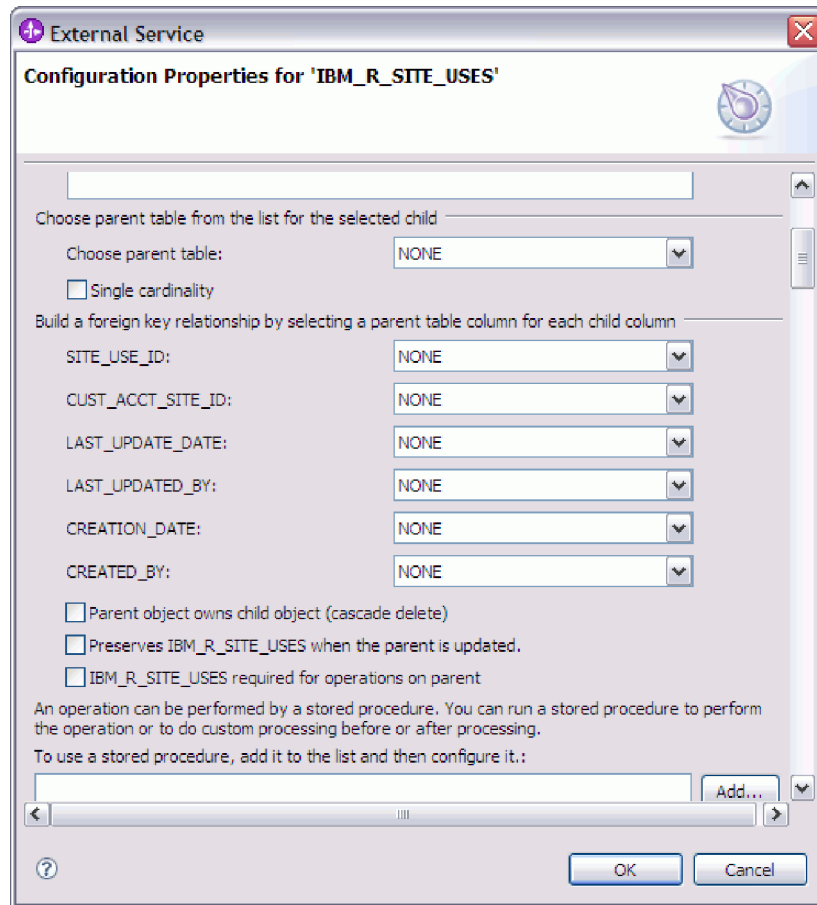 External Service
Configuration Properties for 'IBM_R_SITE_USES'
Choose parent table from the list for the selected child
Choose parent table: NONE
Single cardinality
Build a foreign key relationship by selecting a parent table column for each child column
SITE_USE_ID: NONE
CUST_ACCT_SITE_ID: NONE
LAST_UPDATE_DATE: NONE
LAST_UPDATED_BY: NONE
CREATION_DATE: NONE
CREATED_BY: NONE
Parent object owns child object (cascade delete)
Preserves IBM_R_SITE_USES when the parent is updated.
IBM_R_SITE_USES required for operations on parent
An operation can be performed by a stored procedure. You can run a stored procedure to perform
the operation or to do custom processing before or after processing.
To use a stored procedure, add it to the list and then configure it.:
Add...
?
OK Cancel